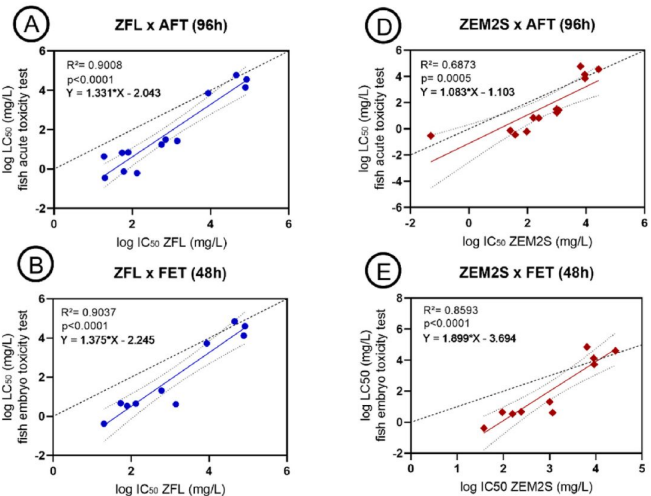 A
ZFL x AFT (96h)
R²= 0.9008
p<0.0001
Y = 1.331*X - 2.043
log LC50 (mg/L)
fish acute toxicity test
6
4
2
0
-2
0
2
4
6
log IC50 ZFL (mg/L)
D
ZEM2S x AFT (96h)
R²= 0.6873
p= 0.0005
Y = 1.083*X - 1.103
log LC50 (mg/L)
fish acute toxicity test
6
4
2
0
-2
-4
-6
-2
0
2
4
6
log IC50 ZEM2S (mg/L)
B
ZFL x FET (48h)
R²= 0.9037
p<0.0001
Y = 1.375*X - 2.245
log LC50 (mg/L)
fish embryo toxicity test
6
4
2
0
-2
0
2
4
6
log IC50 ZFL (mg/L)
E
ZEM2S x FET (48h)
R²= 0.8593
p<0.0001
Y = 1.899*X - 3.694
log LC50 (mg/L)
fish embryo toxicity test
8
6
4
2
0
-2
-4
0
1
2
3
4
5
log IC50 ZEM2S (mg/L)